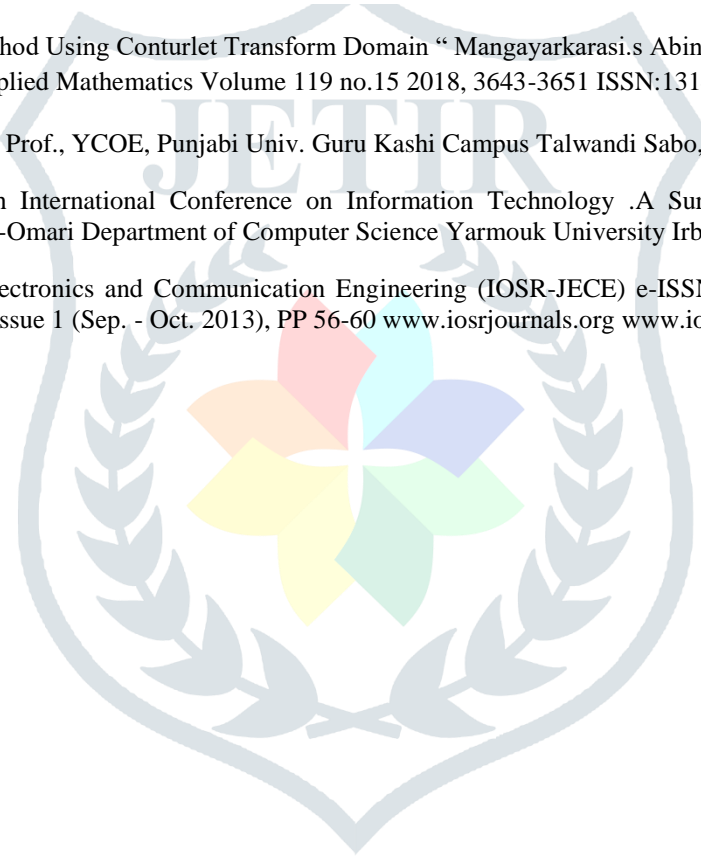 hod Using Conturlet Transform Domain “ Mangayarkarasi.s Abin
plied Mathematics Volume 119 no.15 2018, 3643-3651 ISSN:131
JETIR
Prof., YCOE, Punjabi Univ. Guru Kashi Campus Talwandi Sabo,
n International Conference on Information Technology .A Sur
-Omari Department of Computer Science Yarmouk University Irb
ectronics and Communication Engineering (IOSR-JECE) e-ISSN
ssue 1 (Sep. - Oct. 2013), PP 56-60 www.iosrjournals.org www.io